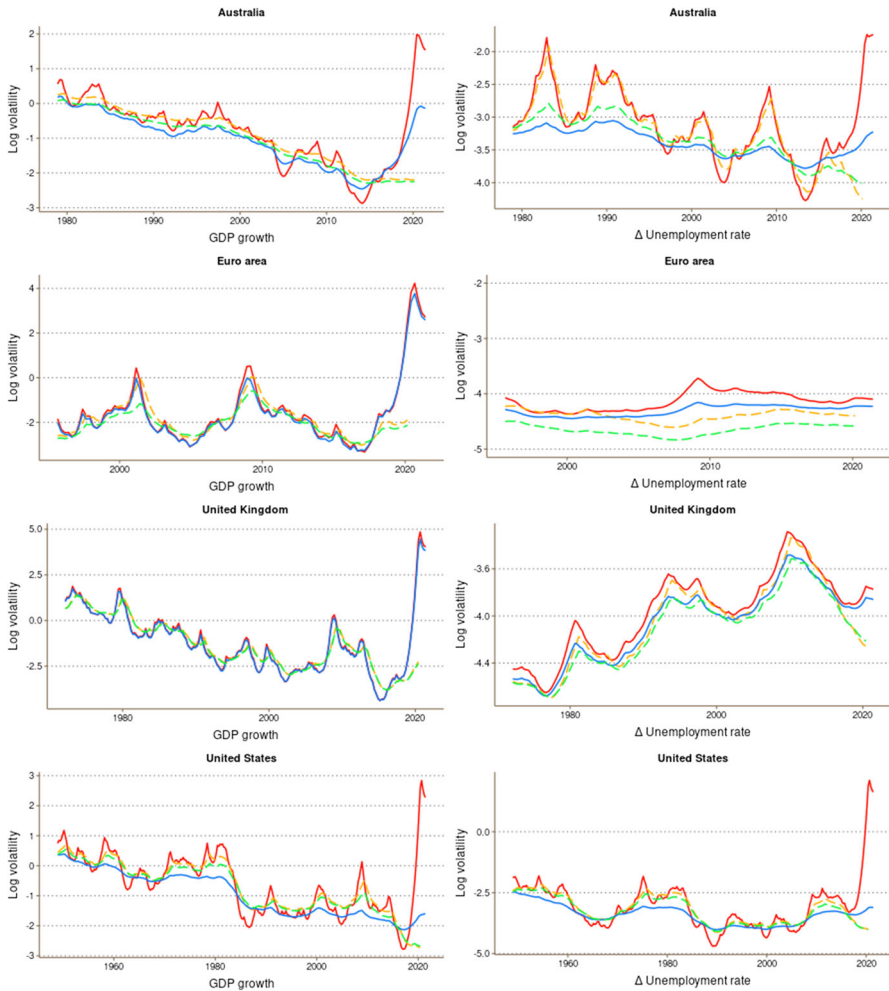 Australia
Log volatility
2
1
0
-1
-2
-3
1980 1990 2000 2010 2020
GDP growth
Australia
Log volatility
-2.0
-2.5
-3.0
-3.5
-4.0
1980 1990 2000 2010 2020
Δ Unemployment rate
Euro area
Log volatility
4
2
0
-2
2000 2010 2020
GDP growth
Euro area
Log volatility
-2
-3
-4
-5
2000 2010 2020
Δ Unemployment rate
United Kingdom
Log volatility
5.0
2.5
0.0
-2.5
1980 2000 2020
GDP growth
United Kingdom
Log volatility
-3.6
-4.0
-4.4
1980 2000 2020
Δ Unemployment rate
United States
Log volatility
3
2
1
0
-1
-2
-3
1960 1980 2000 2020
GDP growth
United States
Log volatility
0.0
-2.5
-5.0
1960 1980 2000 2020
Δ Unemployment rate